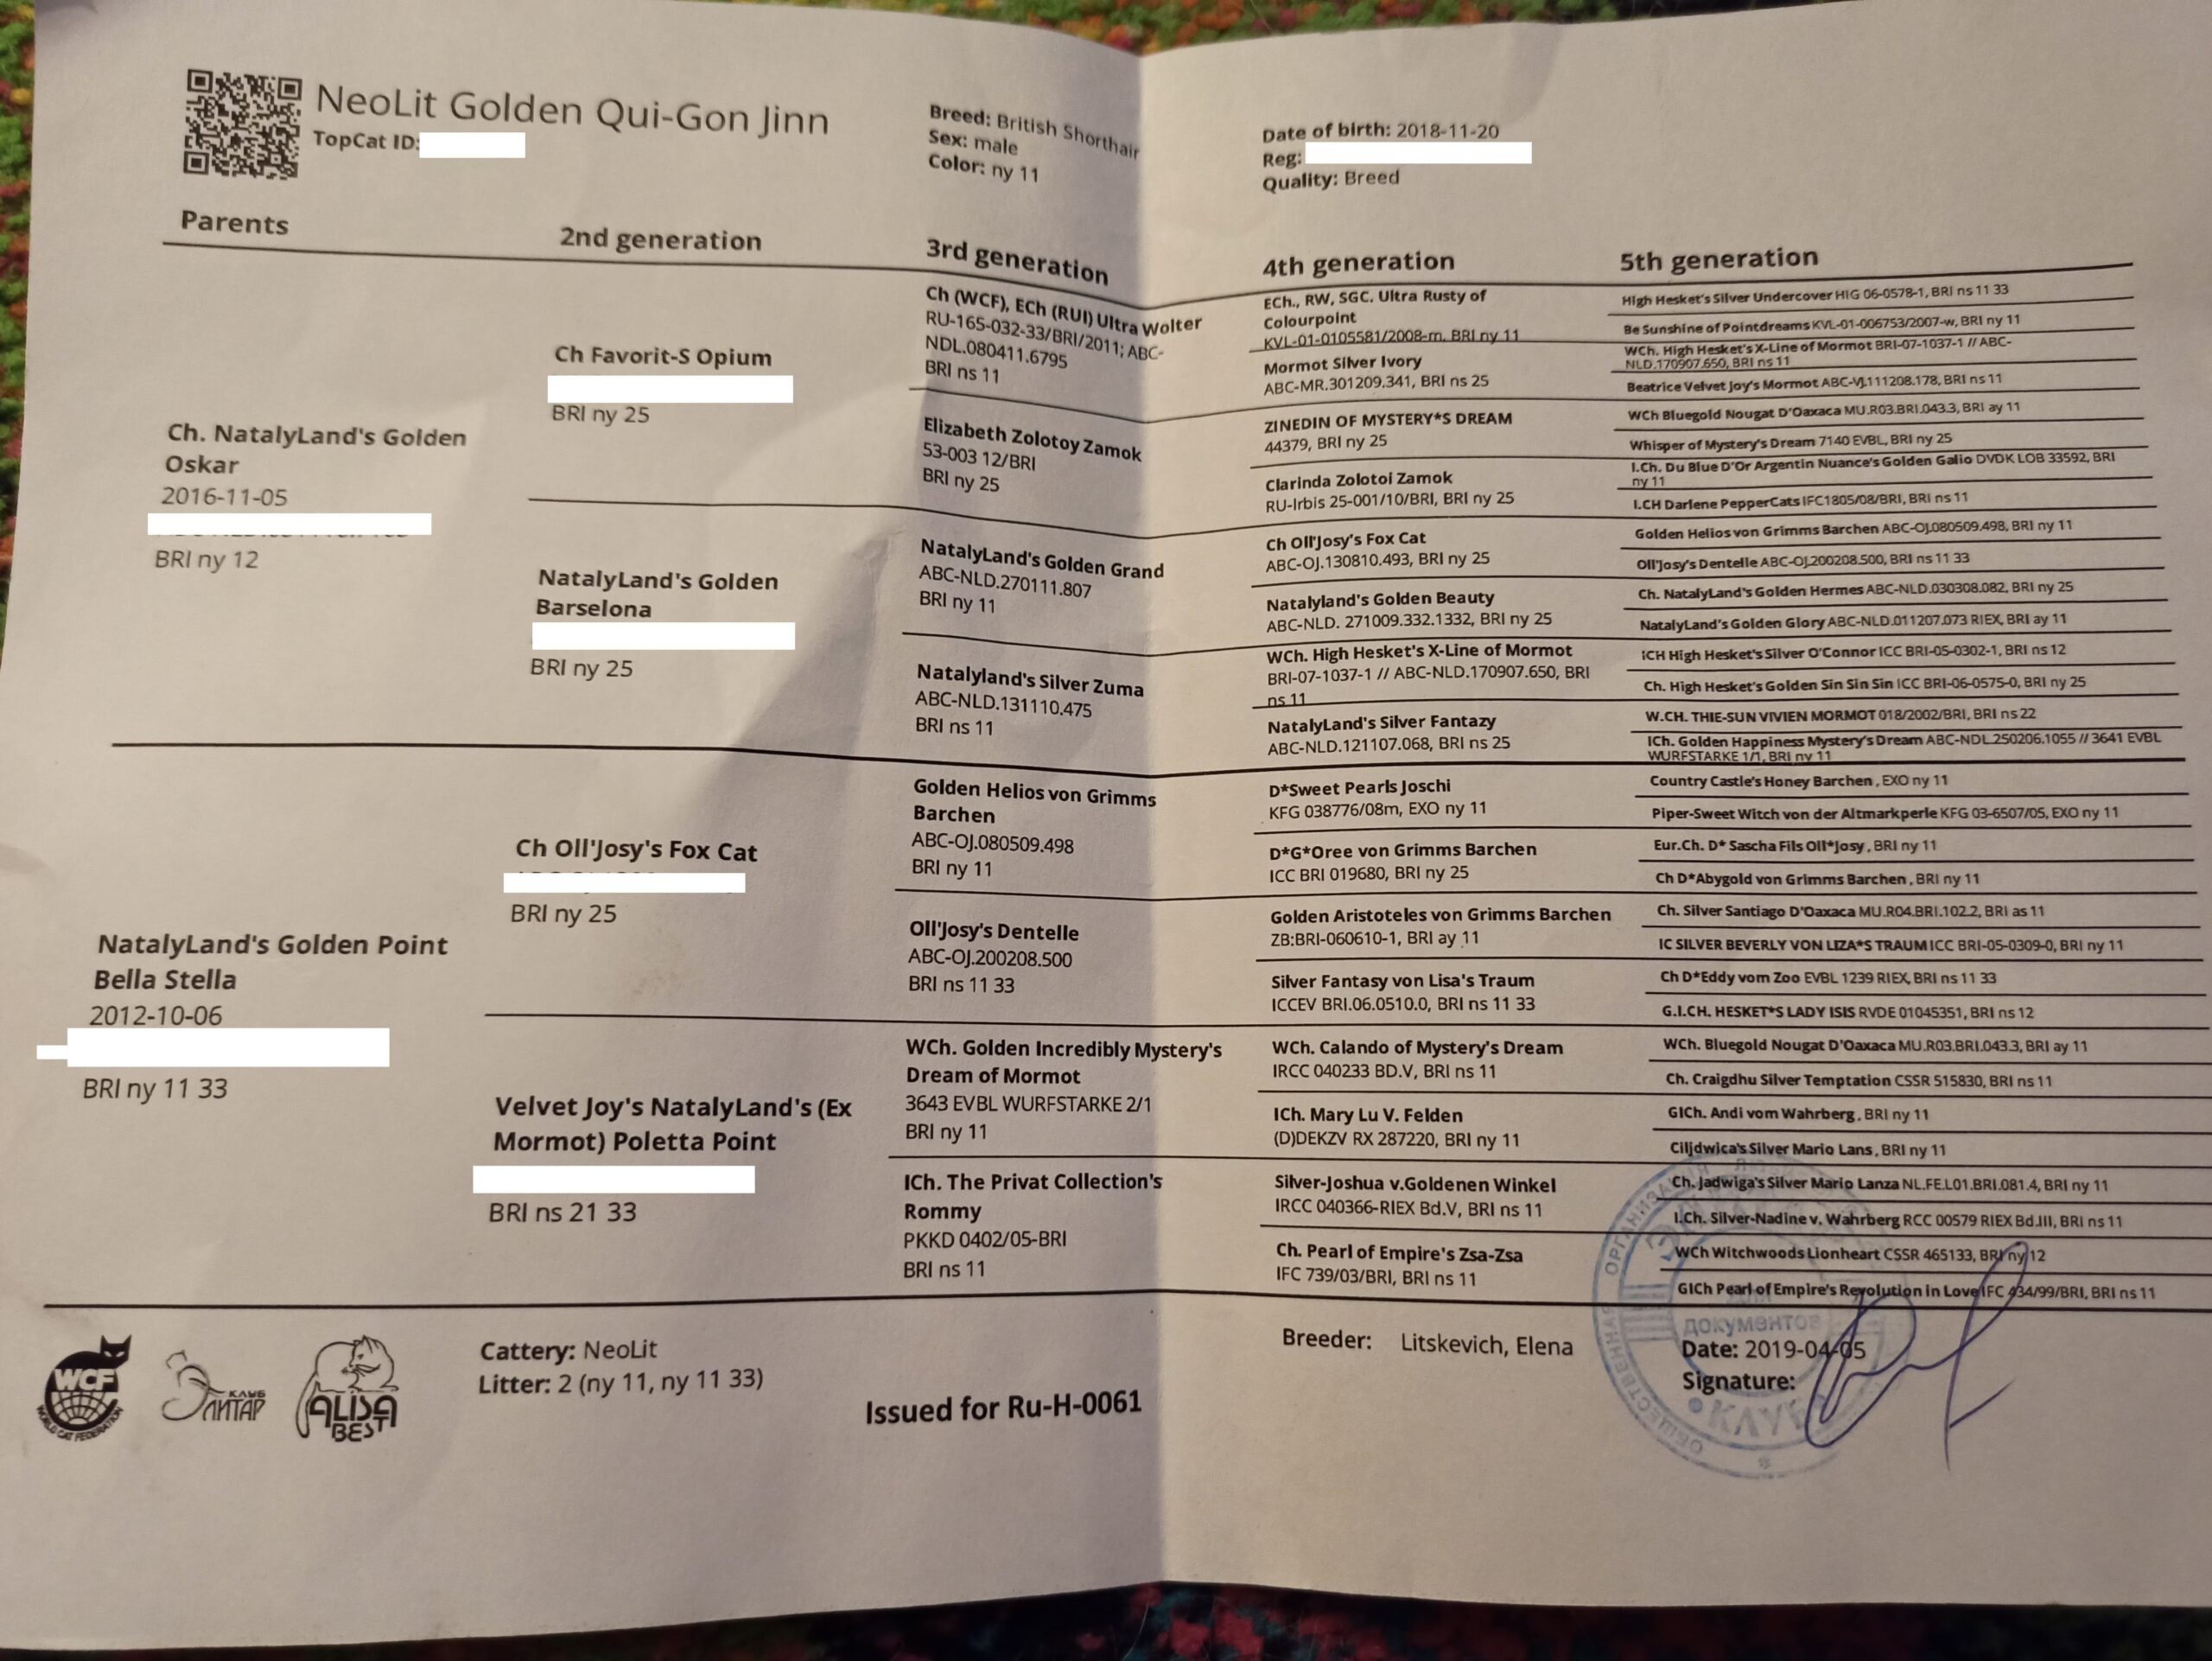 NeoLit Golden Qui-Gon Jinn
TopCat ID:
Breed: British Shorthair
Sex: male
Color: ny 11
Date of birth: 2018-11-20
Reg:
Quality: Breed
Parents
2nd generation
3rd generation
4th generation
5th generation
Ch. NatalyLand's Golden
Oskar
2016-11-05
BRI ny 12
NatalyLand's Golden Point
Bella Stella
2012-10-06
BRI ny 11 33
Ch Favorit-S Opium
BRI ny 25
NatalyLand's Golden
Barselona
BRI ny 25
Ch Oll'Josy's Fox Cat
BRI ny 25
Velvet Joy's NatalyLand's (Ex
Mormot) Poletta Point
BRI ns 21 33
Ch (WCF), ECh (RUI) Ultra Wolter
RU-165-032-33/BRI/2011; ABC-
NDL.080411.6795
BRI ns 11
Elizabeth Zolotoy Zamok
53-003 12/BRI
BRI ny 25
NatalyLand's Golden Grand
ABC-NLD.270111.807
BRI ny 11
Natalyland's Silver Zuma
ABC-NLD.131110.475
BRI ns 11
Golden Helios von Grimms
Barchen
ABC-OJ.080509.498
BRI ny 11
Oll'Josy's Dentelle
ABC-OJ.200208.500
BRI ns 11 33
WCh. Golden Incredibly Mystery's
Dream of Mormot
3643 EVBL WURFSTARKE 2/1
BRI ny 11
ICh. The Privat Collection's
Rommy
PKKD 0402/05-BRI
BRI ns 11
ECh., RW, SGC. Ultra Rusty of
Colourpoint
KVL-01-0105581/2008-m, BRI ny 11
Mormot Silver Ivory
ABC-MR.301209.341, BRI ns 25
ZINEDIN OF MYSTERY*S DREAM
44379, BRI ny 25
Clarinda Zolotoi Zamok
RU-Irbis 25-001/10/BRI, BRI ny 25
Ch Oll'Josy's Fox Cat
ABC-OJ.130810.493, BRI ny 25
Natalyland's Golden Beauty
ABC-NLD. 271009.332.1332, BRI ny 25
WCh. High Hesket's X-Line of Mormot
BRI-07-1037-1 // ABC-NLD.170907.650, BRI
ns 11
NatalyLand's Silver Fantazy
ABC-NLD.121107.068, BRI ns 25
D*Sweet Pearls Joschi
KFG 038776/08m, EXO ny 11
D*G*Oree von Grimms Barchen
ICC BRI 019680, BRI ny 25
Golden Aristoteles von Grimms Barchen
ZB:BRI-060610-1, BRI ay 11
Silver Fantasy von Lisa's Traum
ICCEV BRI.06.0510.0, BRI ns 11 33
WCh. Calando of Mystery's Dream
IRCC 040233 BD.V, BRI ns 11
ICh. Mary Lu V. Felden
(D)DEKZV RX 287220, BRI ny 11
Silver-Joshua v.Goldenen Winkel
IRCC 040366-RIEX Bd.V, BRI ns 11
Ch. Pearl of Empire's Zsa-Zsa
IFC 739/03/BRI, BRI ns 11
High Hesket's Silver Undercover HIG 06-0578-1, BRI ns 11 33
Be Sunshine of Pointdreams KVL-01-006753/2007-w, BRI ny 11
WCh. High Hesket's X-Line of Mormot BRI-07-1037-1 // ABC-
NLD.170907.650, BRI ns 11
Beatrice Velvet Joy's Mormot ABC-VJ.111208.178, BRI ns 11
WCh Bluegold Nougat D'Oaxaca MU.R03.BRI.043.3, BRI ay 11
Whisper of Mystery's Dream 7140 EVBL, BRI ny 25
I.Ch. Du Blue D'Or Argentin Nuance's Golden Galio DVDK LOB 33592, BRI
ny 11
I.CH Darlene PepperCats IFC1805/08/BRI, BRI ns 11
Golden Helios von Grimms Barchen ABC-OJ.080509.498, BRI ny 11
Oll'Josy's Dentelle ABC-OJ.200208.500, BRI ns 11 33
Ch. NatalyLand's Golden Hermes ABC-NLD.030308.082, BRI ny 25
NatalyLand's Golden Glory ABC-NLD.011207.073 RIEX, BRI ay 11
ICH High Hesket's Silver O'Connor ICC BRI-05-0302-1, BRI ns 12
Ch. High Hesket's Golden Sin Sin Sin ICC BRI-06-0575-0, BRI ny 25
W.CH. THIE-SUN VIVIEN MORMOT 018/2002/BRI, BRI ns 22
ICh. Golden Happiness Mystery's Dream ABC-NDL.250206.1055 // 3641 EVBL
WURFSTARKE 1/1, BRI ny 11
Country Castle's Honey Barchen , EXO ny 11
Piper-Sweet Witch von der Altmarkperle KFG 03-6507/05, EXO ny 11
Eur.Ch. D* Sascha Fils Oll*Josy , BRI ny 11
Ch D*Abygold von Grimms Barchen , BRI ny 11
Ch. Silver Santiago D'Oaxaca MU.R04.BRI.102.2, BRI as 11
IC SILVER BEVERLY VON LIZA*S TRAUM ICC BRI-05-0309-0, BRI ny 11
Ch D*Eddy vom Zoo EVBL 1239 RIEX, BRI ns 11 33
G.I.CH. HESKET*S LADY ISIS RVDE 01045351, BRI ns 12
WCh. Bluegold Nougat D'Oaxaca MU.R03.BRI.043.3, BRI ay 11
Ch. Craigdhu Silver Temptation CSSR 515830, BRI ns 11
GICh. Andi vom Wahrberg , BRI ny 11
Ciljdwica's Silver Mario Lans , BRI ny 11
Ch. Jadwiga's Silver Mario Lanza NL.FE.L01.BRI.081.4, BRI ny 11
I.Ch. Silver-Nadine v. Wahrberg RCC 00579 RIEX Bd.III, BRI ns 11
WCh Witchwoods Lionheart CSSR 465133, BRI ny 12
GICh Pearl of Empire's Revolution in Love IFC 434/99/BRI, BRI ns 11
WCF
WORLD CAT FEDERATION
КЛУБ
ЭЛИТАР
ALISA
BEST
Cattery: NeoLit
Litter: 2 (ny 11, ny 11 33)
Issued for Ru-H-0061
Breeder: Litskevich, Elena
Date: 2019-04-05
Signature:
ОБЩЕСТВЕННАЯ ОРГАНИЗАЦИЯ
ДОКУМЕНТОВ
КЛУБ